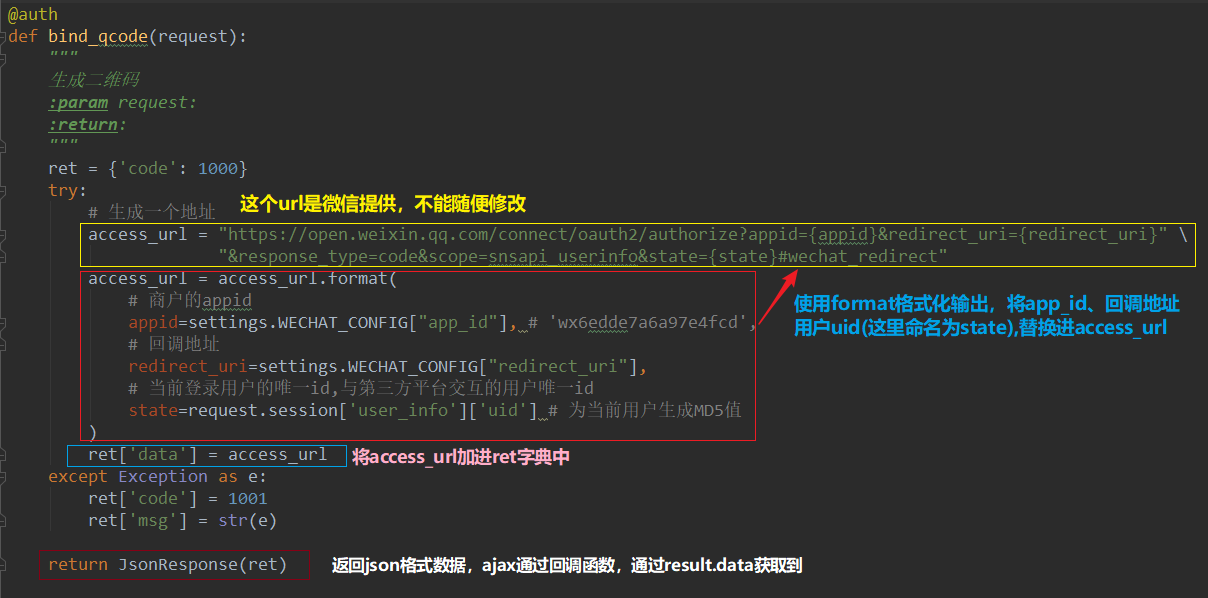 @auth
def bind_qcode(request):
"""
生成二维码
:param request:
:return:
"""
ret = {'code': 1000}
try:
# 生成一个地址
这个url是微信提供，不能随便修改
access_url = "https://open.weixin.qq.com/connect/oauth2/authorize?appid={appid}&redirect_uri={redirect_uri}" \
"&response_type=code&scope=snsapi_userinfo&state={state}#wechat_redirect"
access_url = access_url.format(
# 商户的appid
appid=settings.WECHAT_CONFIG["app_id"], # 'wx6edde7a6a97e4fcd',
# 回调地址
redirect_uri=settings.WECHAT_CONFIG["redirect_uri"],
# 当前登录用户的唯一id,与第三方平台交互的用户唯一id
state=request.session['user_info']['uid'] # 为当前用户生成MD5值
)
使用format格式化输出，将app_id、回调地址
用户uid(这里命名为state),替换进access_url
ret['data'] = access_url
将access_url加进ret字典中
except Exception as e:
ret['code'] = 1001
ret['msg'] = str(e)
return JsonResponse(ret)
返回json格式数据，ajax通过回调函数，通过result.data获取到